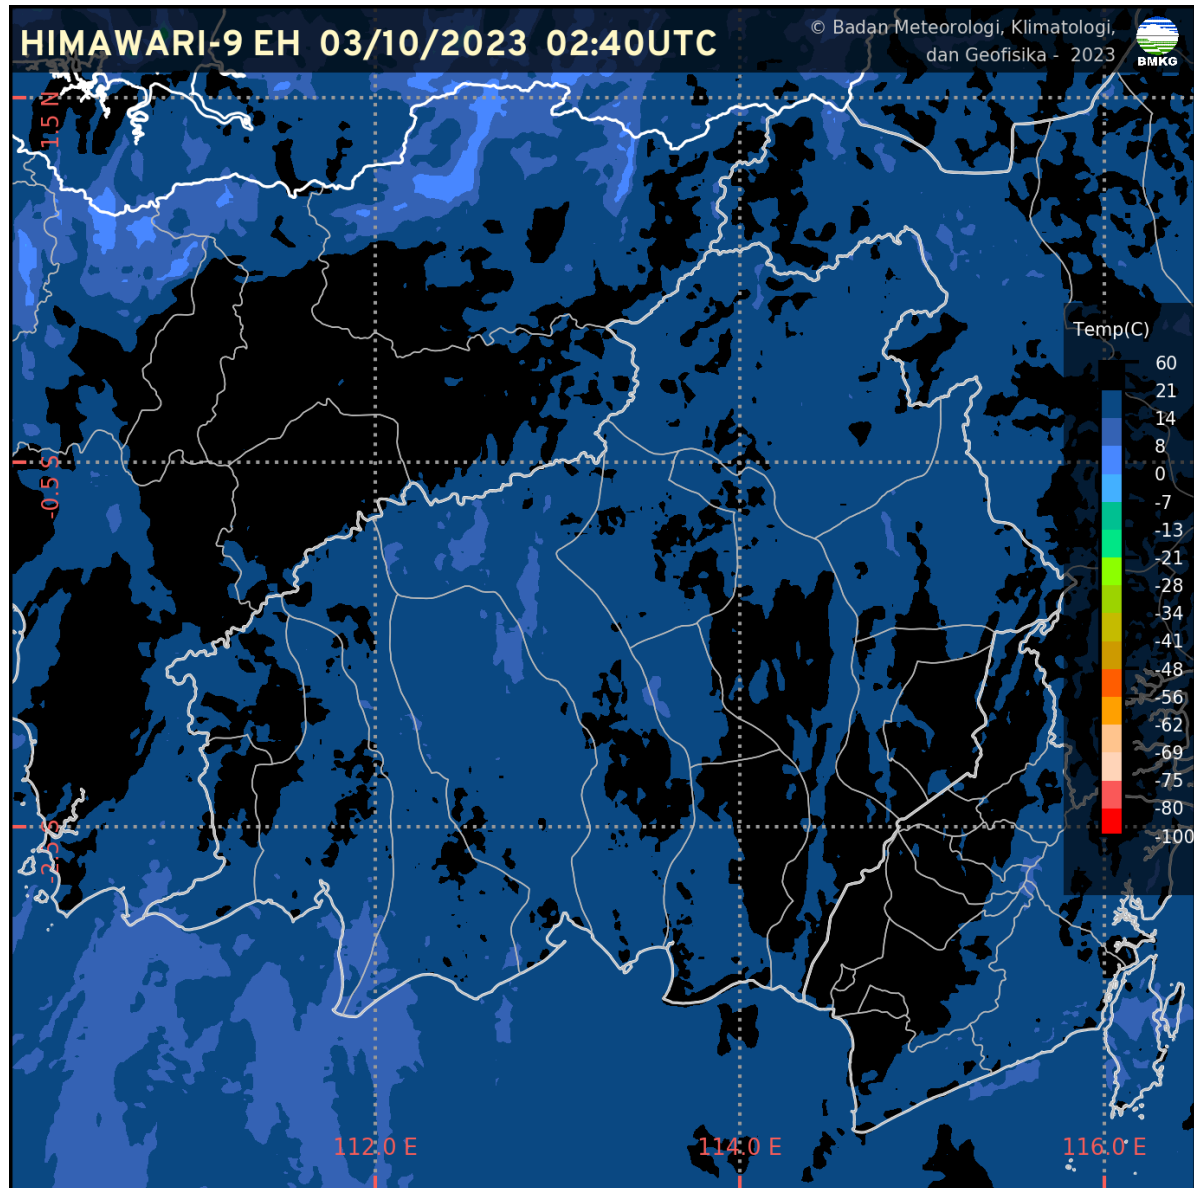 HIMAWARI-9 EH 03/10/2023 02:40UTC
© Badan Meteorologi, Klimatologi,
dan Geofisika - 2023
BMKG
1.5 N
Temp(C)
60
21
14
8
0
-7
-13
-21
-28
-34
-41
-48
-56
-62
-69
-75
-80
-100
-0.5 S
-2.5 S
112.0 E
114.0 E
116.0 E